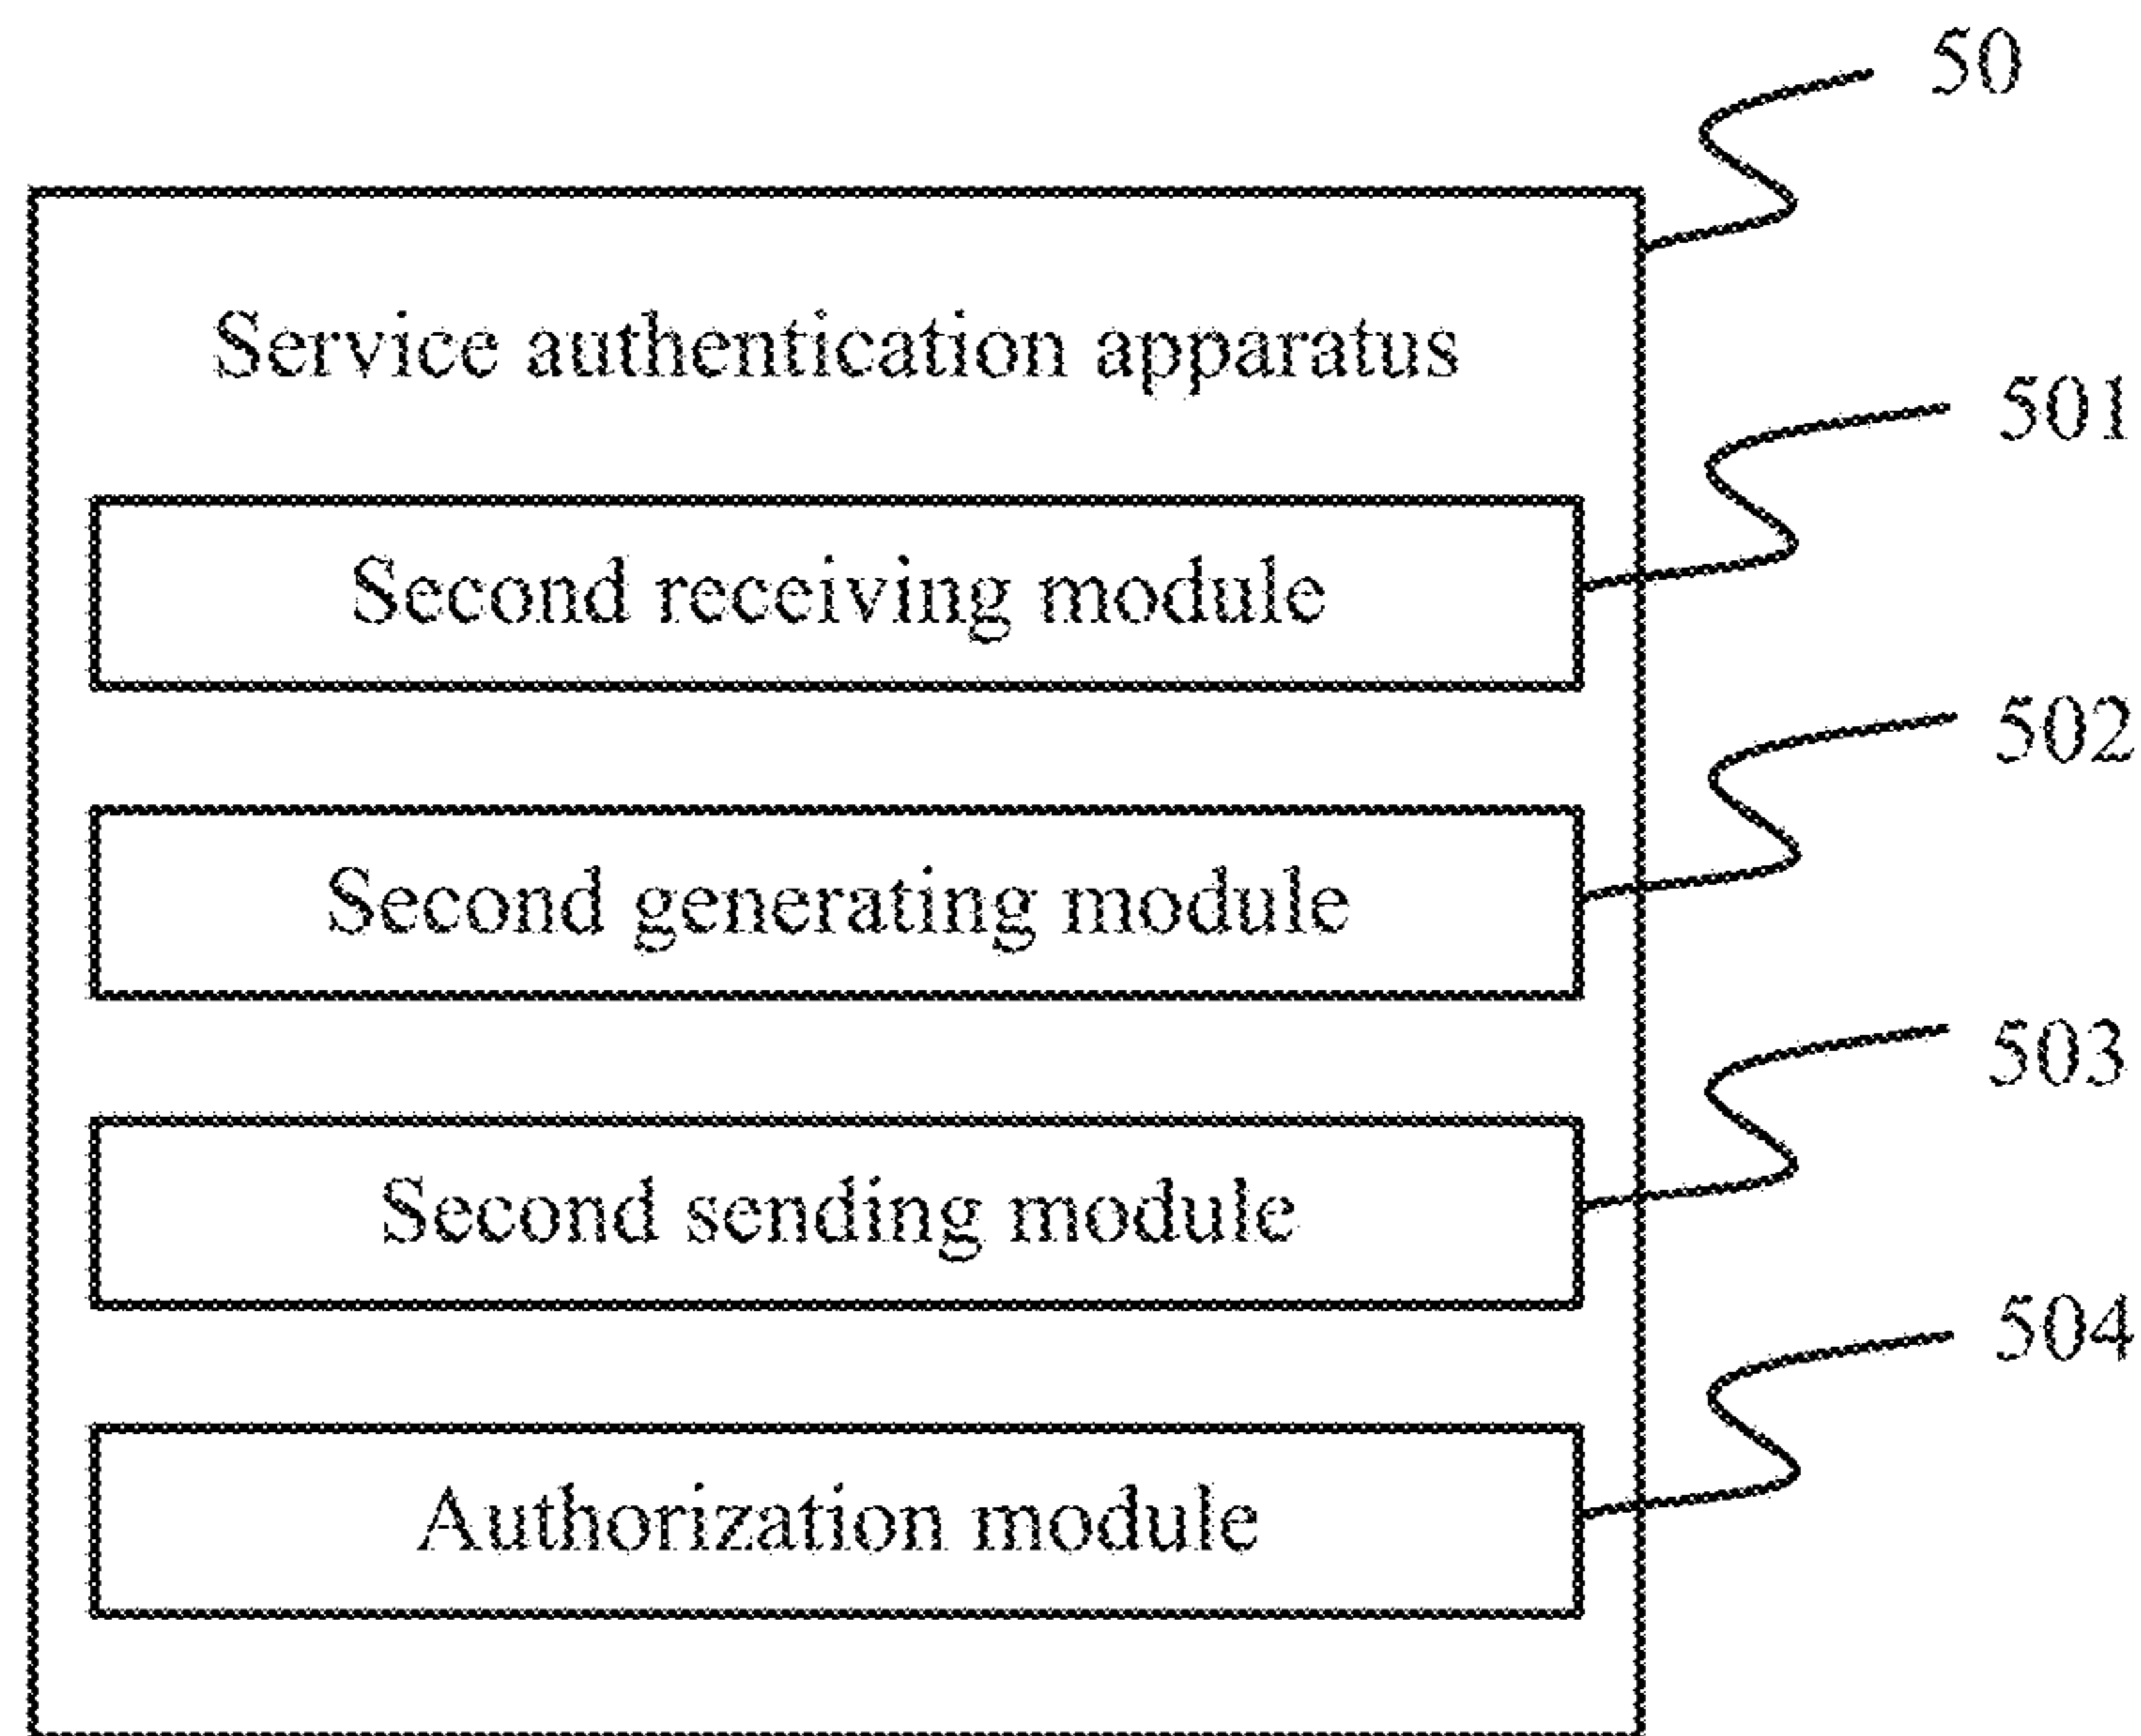 50
Service authentication apparatus
501
Second receiving module
502
Second generating module
503
Second sending module
504
Authorization module